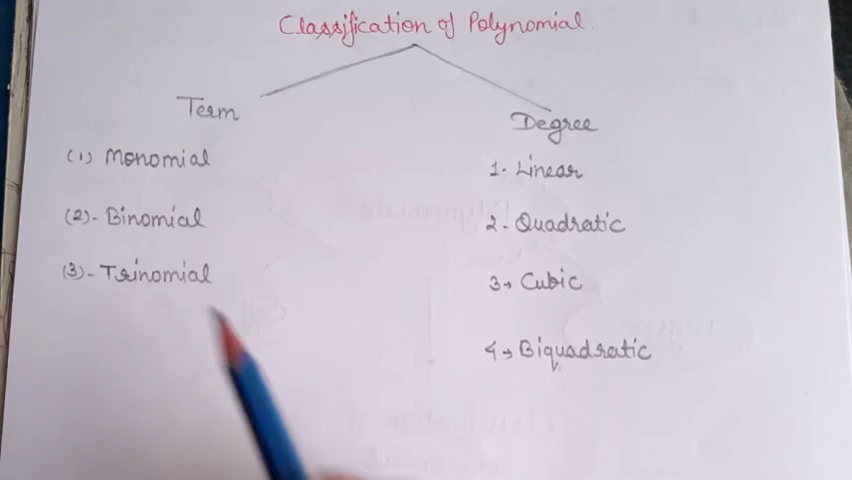 Classification of Polynomial
Term
(1) Monomial
(2)- Binomial
(3)- Trinomial
Degree
1. Linear
2- Quadratic
3→ Cubic
4→ Biquadratic